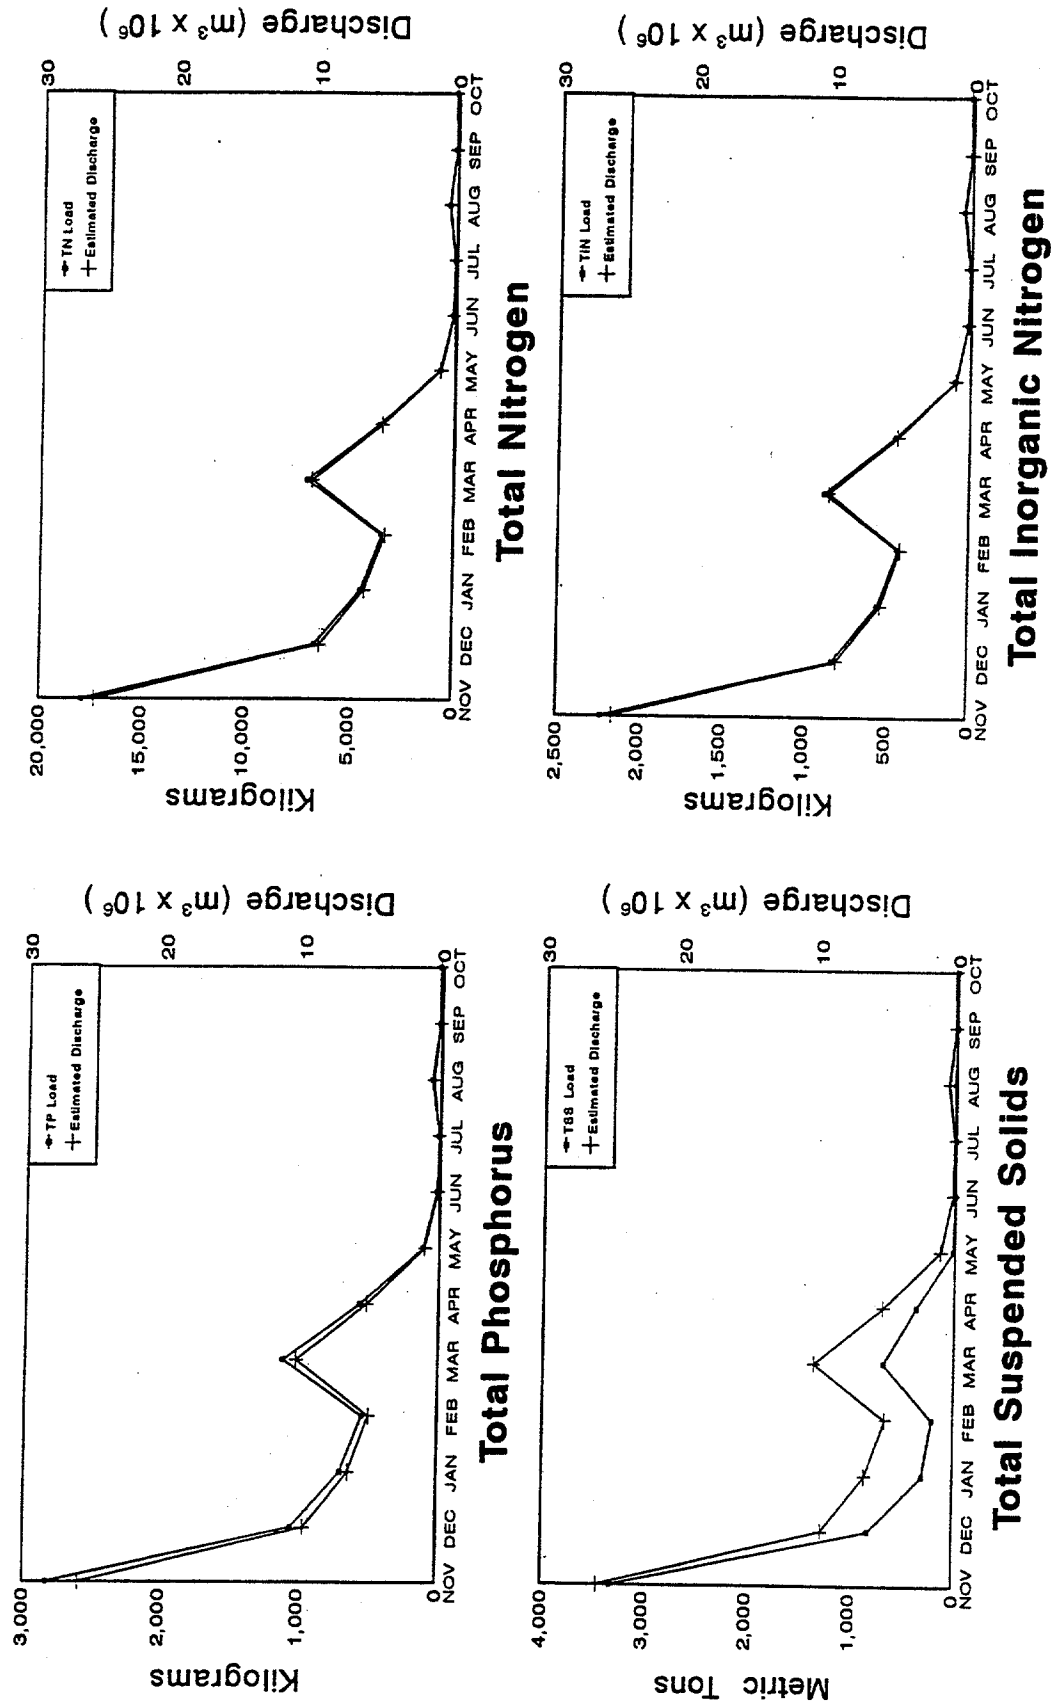 3,000
2,000
1,000
0
Kilograms
30
20
10
0
Discharge (m³ x 10⁶)
TP Load
Estimated Discharge
NOV DEC JAN FEB MAR APR MAY JUN JUL AUG SEP OCT
Total Phosphorus
20,000
15,000
10,000
5,000
0
Kilograms
30
20
10
0
Discharge (m³ x 10⁶)
TN Load
Estimated Discharge
NOV DEC JAN FEB MAR APR MAY JUN JUL AUG SEP OCT
Total Nitrogen
4,000
3,000
2,000
1,000
0
Metric Tons
30
20
10
0
Discharge (m³ x 10⁶)
TSS Load
Estimated Discharge
NOV DEC JAN FEB MAR APR MAY JUN JUL AUG SEP OCT
Total Suspended Solids
2,500
2,000
1,500
1,000
500
0
Kilograms
30
20
10
0
Discharge (m³ x 10⁶)
TIN Load
Estimated Discharge
NOV DEC JAN FEB MAR APR MAY JUN JUL AUG SEP OCT
Total Inorganic Nitrogen